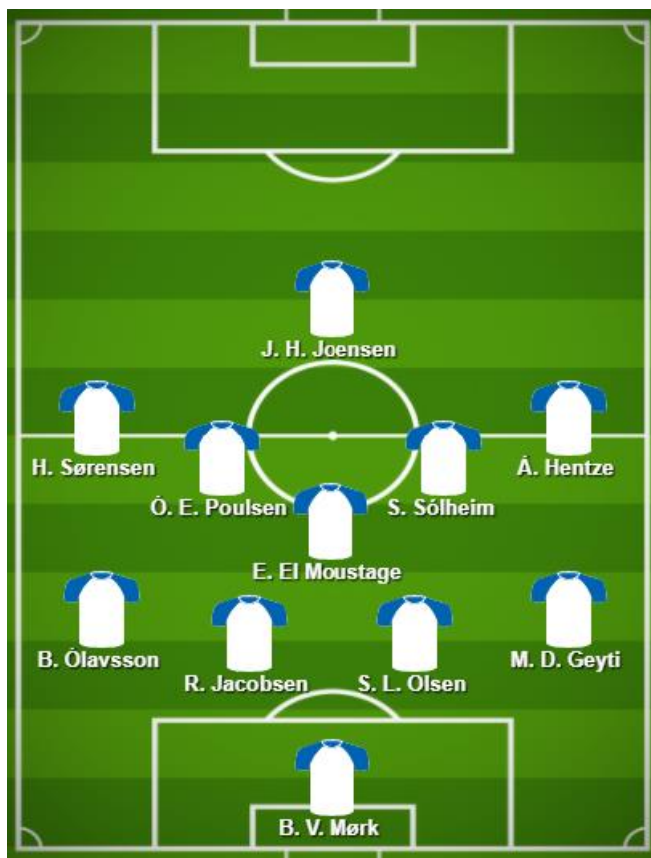 J. H. Joensen
H. Sørensen
Á. Hentze
Ó. E. Poulsen
S. Sólheim
E. El Moustage
B. Ólavsson
M. D. Geyti
R. Jacobsen
S. L. Olsen
B. V. Mørk